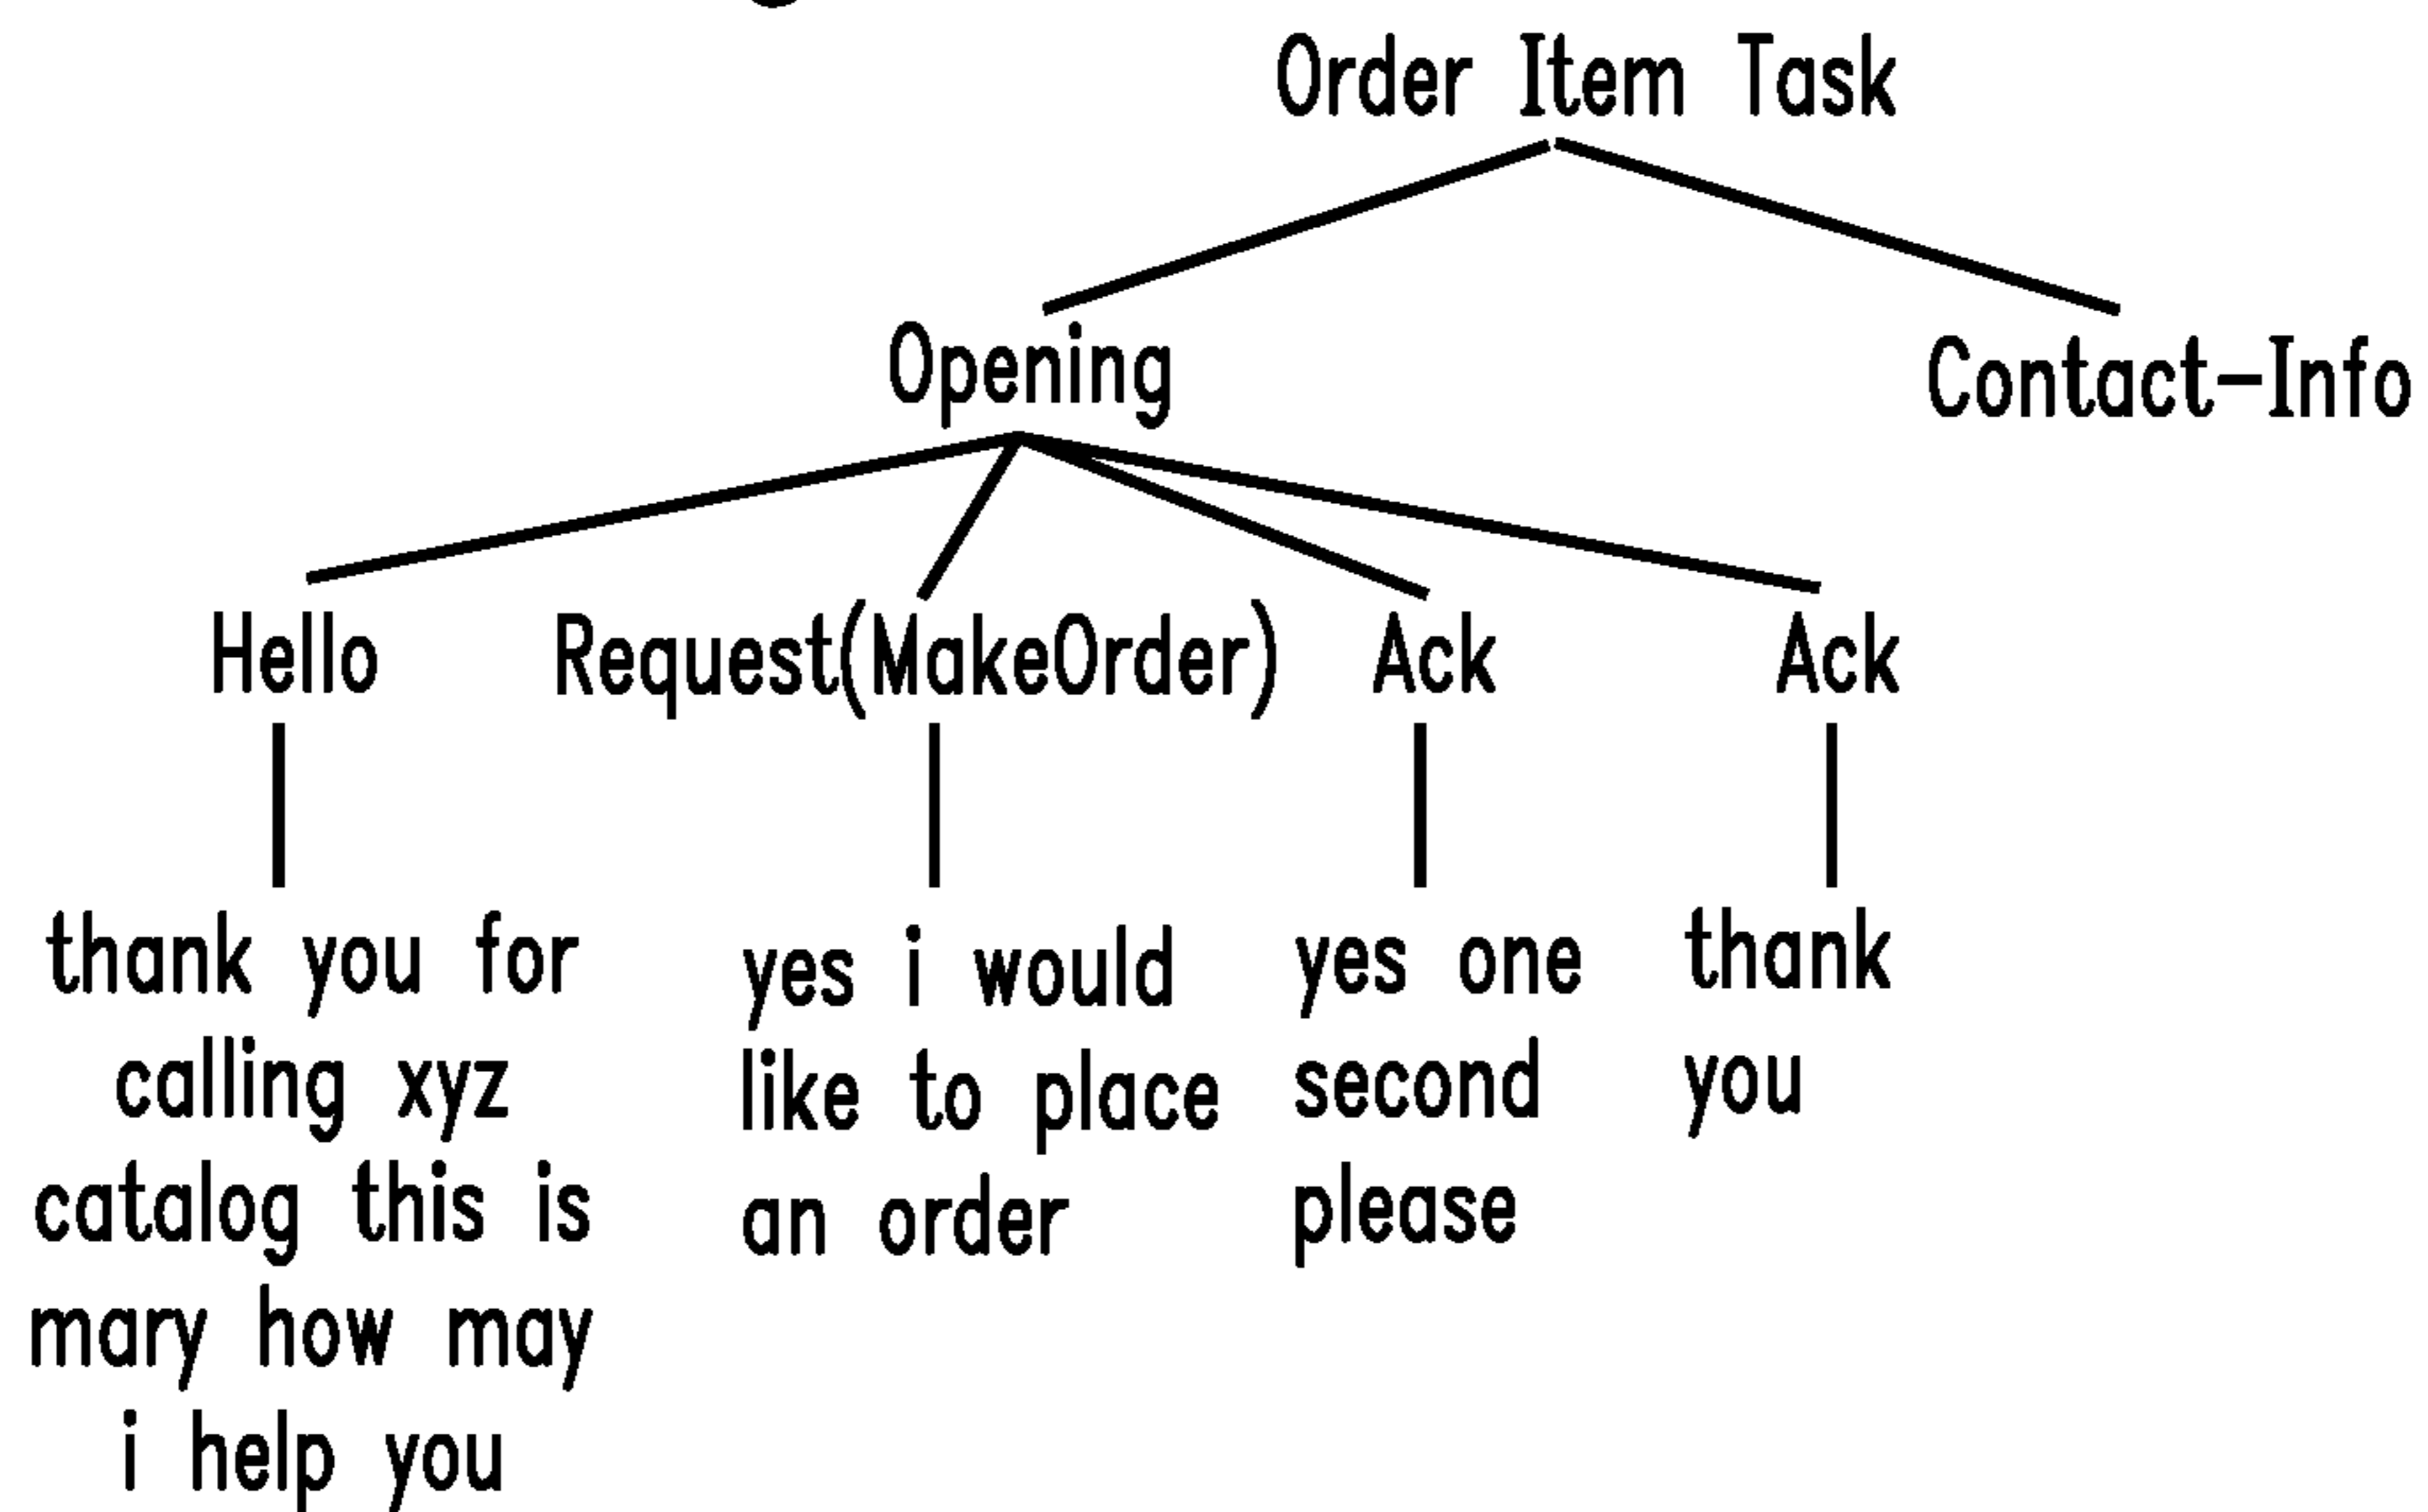 Order Item Task
Opening
Contact-Info
Hello
Request(MakeOrder)
Ack
Ack
thank you for
calling xyz
catalog this is
mary how may
i help you
yes i would
like to place
an order
yes one
second
please
thank
you